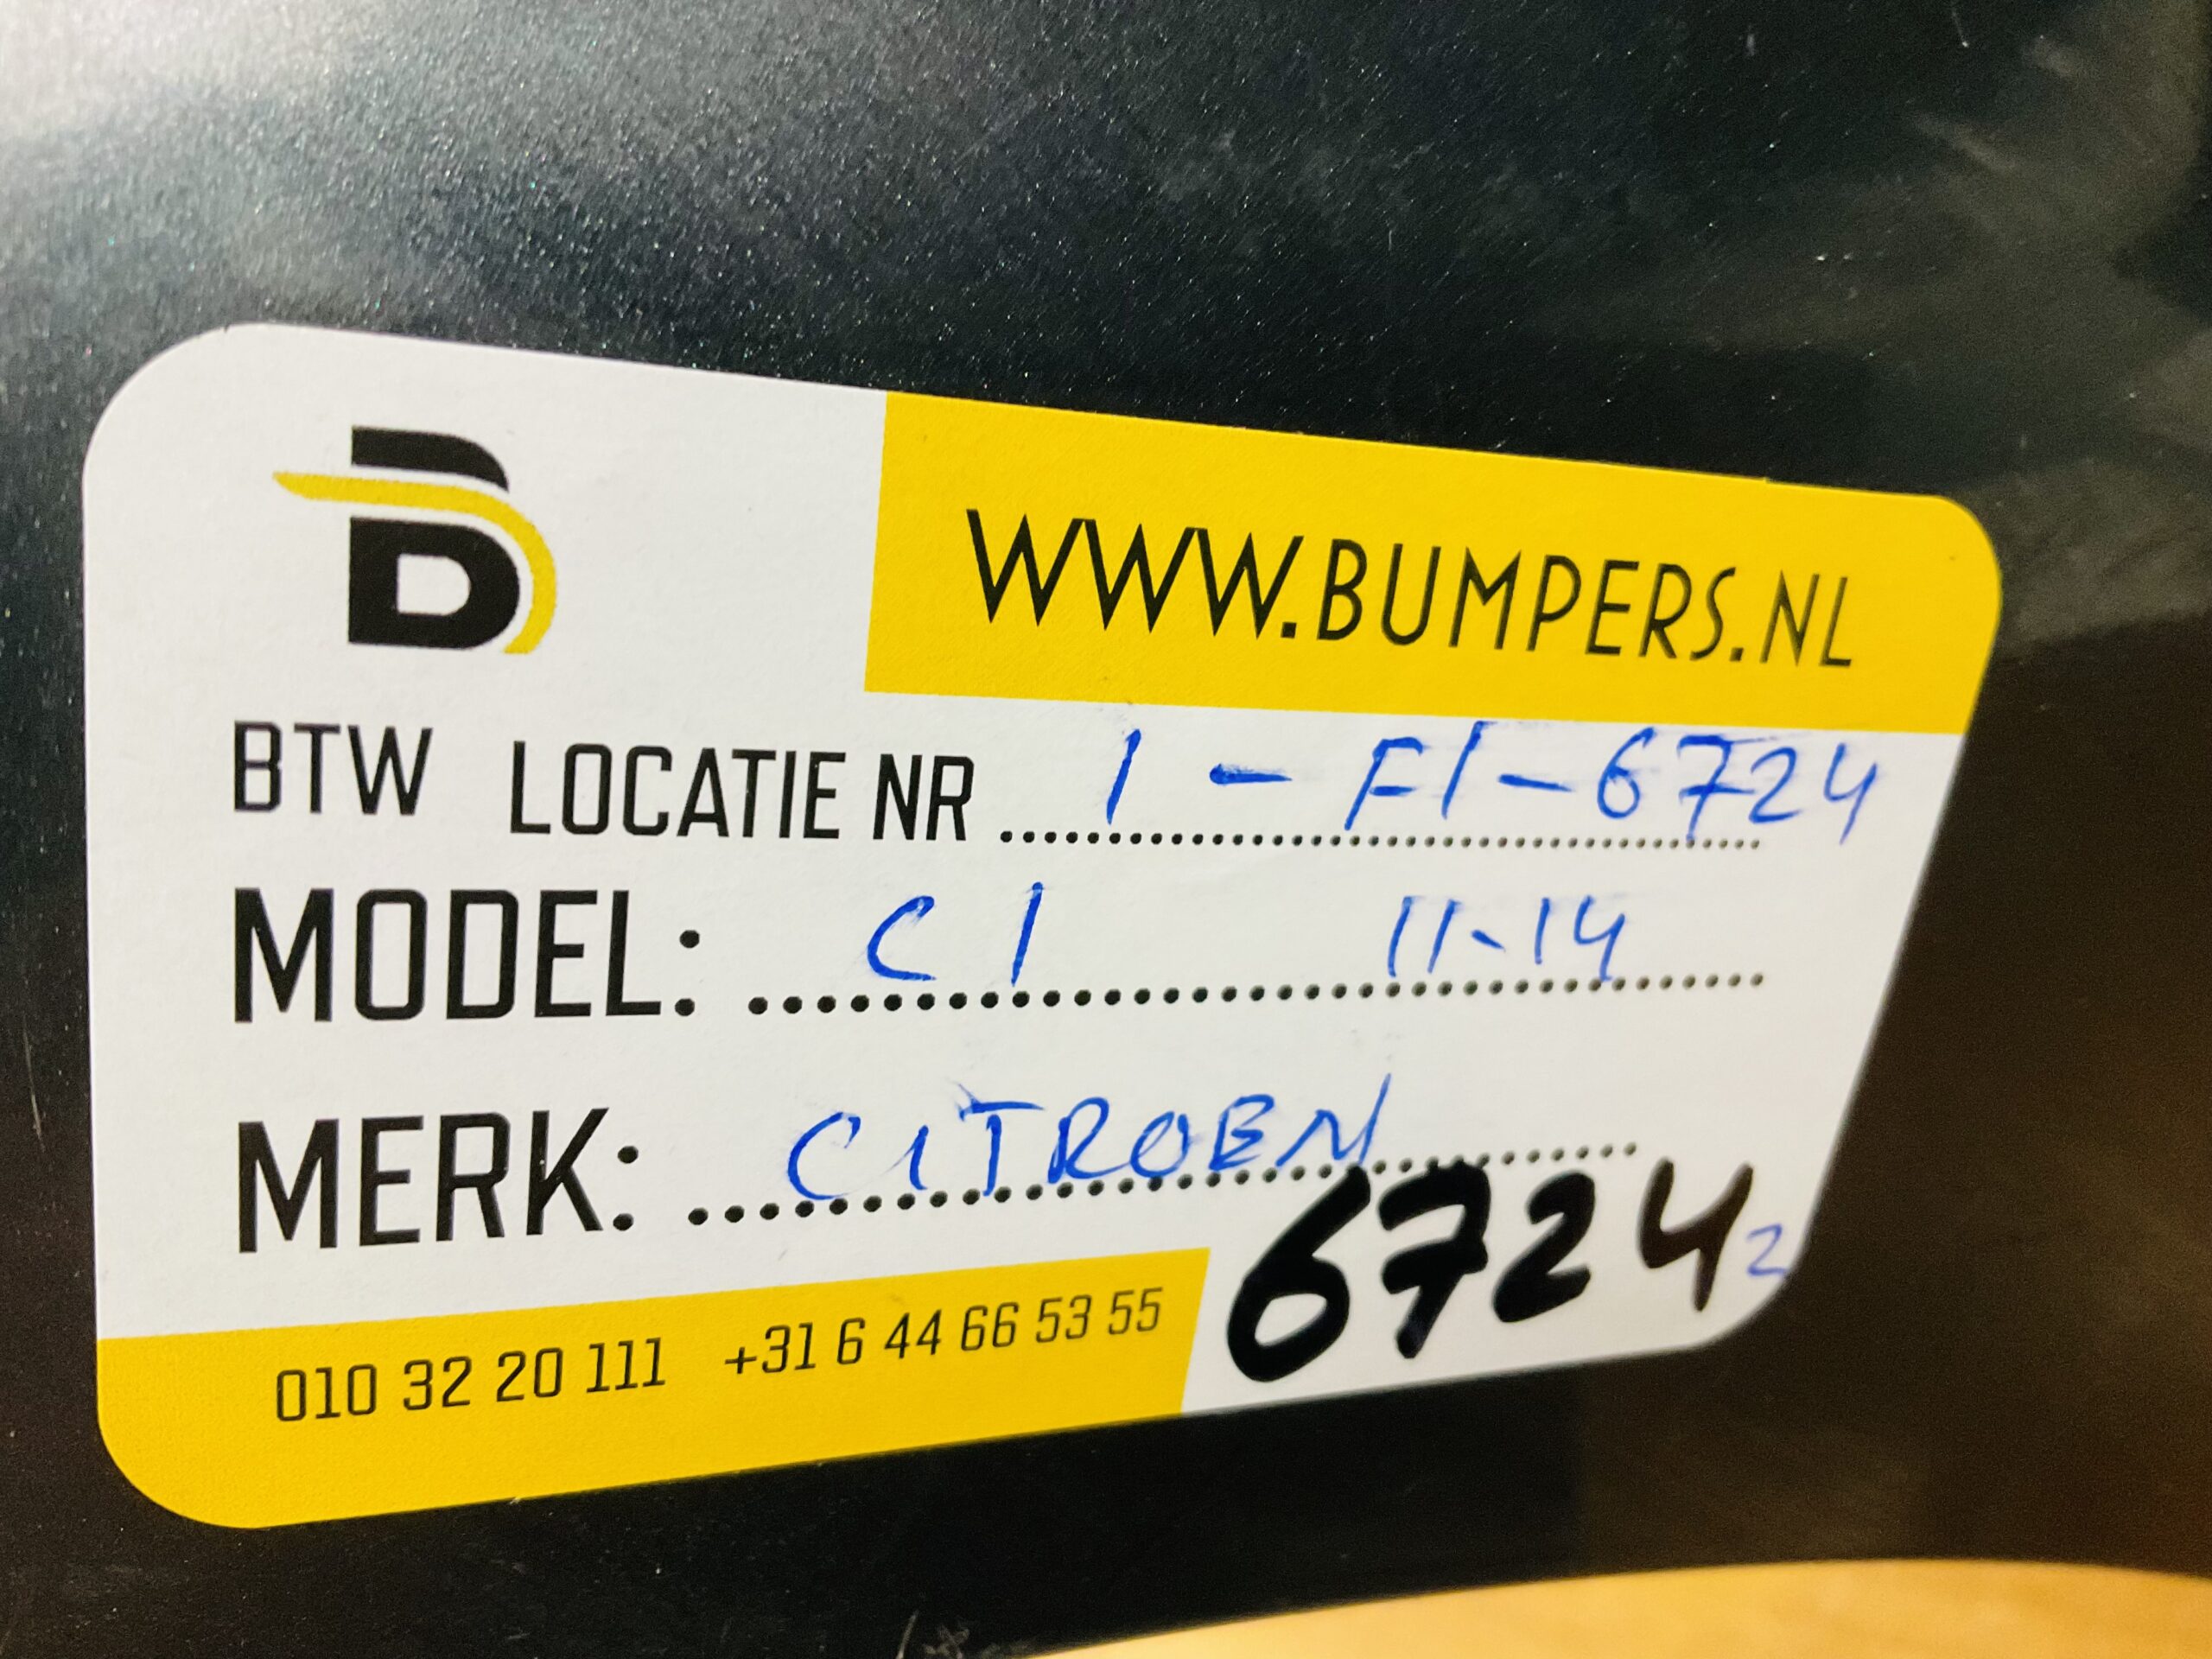 B
WWW.BUMPERS.NL
BTW LOCATIE NR 1 - F1 - 6724
MODEL: C1 11-14
MERK: CITROEN
6724 2
010 32 20 111 +31 6 44 66 53 55